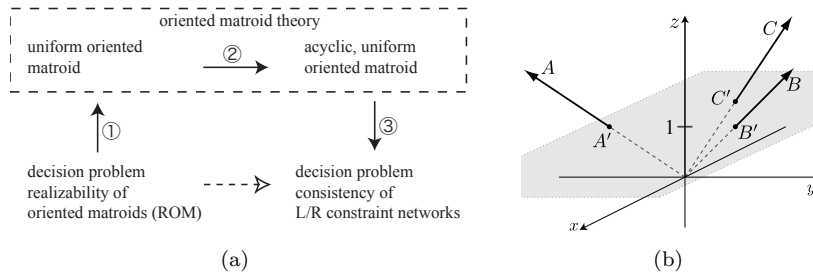 oriented matroid theory
uniform oriented
matroid
②
acyclic, uniform
oriented matroid
①
③
decision problem
realizability of
oriented matroids (ROM)
decision problem
consistency of
L/R constraint networks
(a)
z
C
A
B
C'
1
A'
B'
x
y
(b)